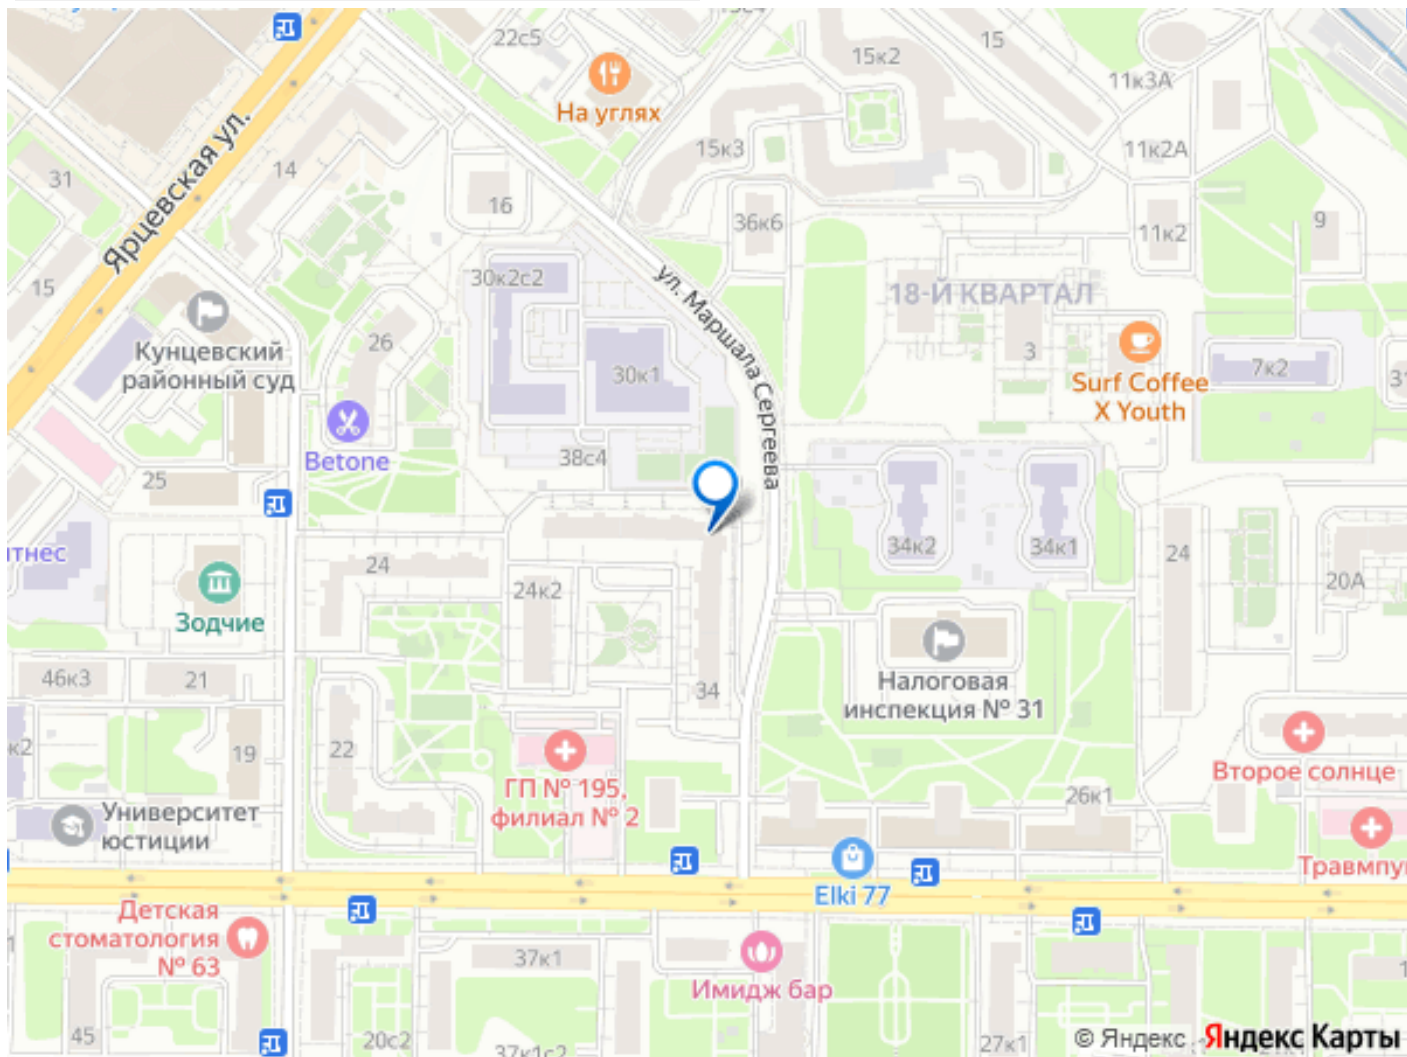 22с5
15
15к2
11к3А
На углях
Ярцевская ул.
14
15к3
11к2А
31
16
36к6
11к2
9
ул. Маршала Сергеева
30к2с2
18-Й КВАРТАЛ
15
Кунцевский
районный суд
26
3
30к1
Surf Coffee
X Youth
7к2
Betone
38с4
25
34к2
34к1
24
24
24к2
20А
Зодчие
46к3
21
34
Налоговая
инспекция № 31
к2
19
22
ГП № 195,
филиал № 2
26к1
Второе солнце
Университет
юстиции
Elki 77
Детская
стоматология
№ 63
37к1
Имидж бар
45
20с2
37к1с2
27к1
© Яндекс
Яндекс Карты